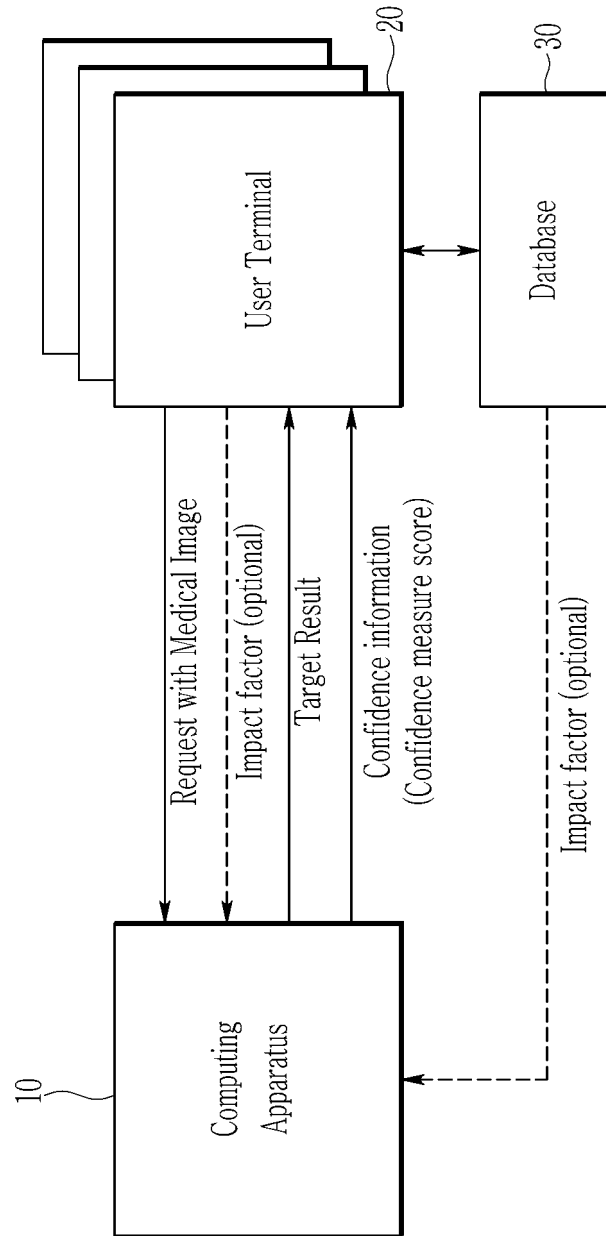 10
Computing
Apparatus
Request with Medical Image
Impact factor (optional)
Target Result
Confidence information
(Confidence measure score)
User Terminal
20
Impact factor (optional)
Database
30